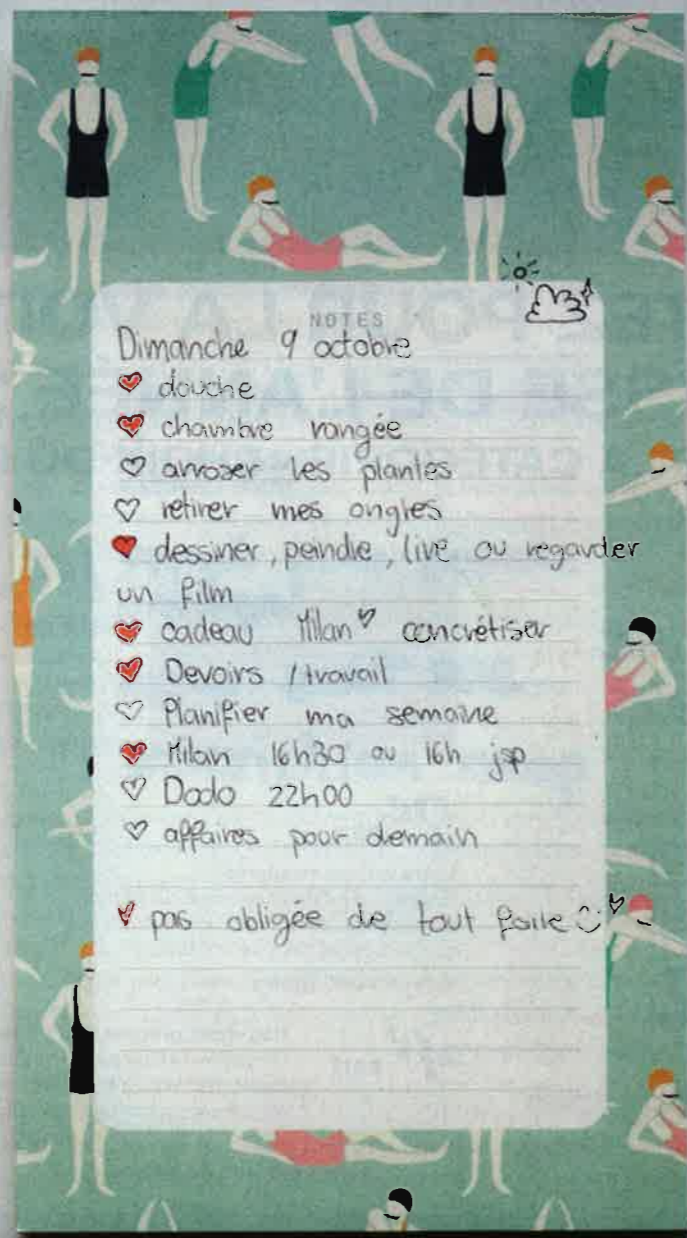 NOTES
Dimanche 9 octobre
douche
chambre rangée
arroser les plantes
retirer mes ongles
dessiner, peindre, lire ou regarder
un film
cadeau Milan concrétiser
Devoirs / travail
Planifier ma semaine
Milan 16h30 ou 16h jsp
Dodo 22h00
affaires pour demain
pas obligée de tout faire